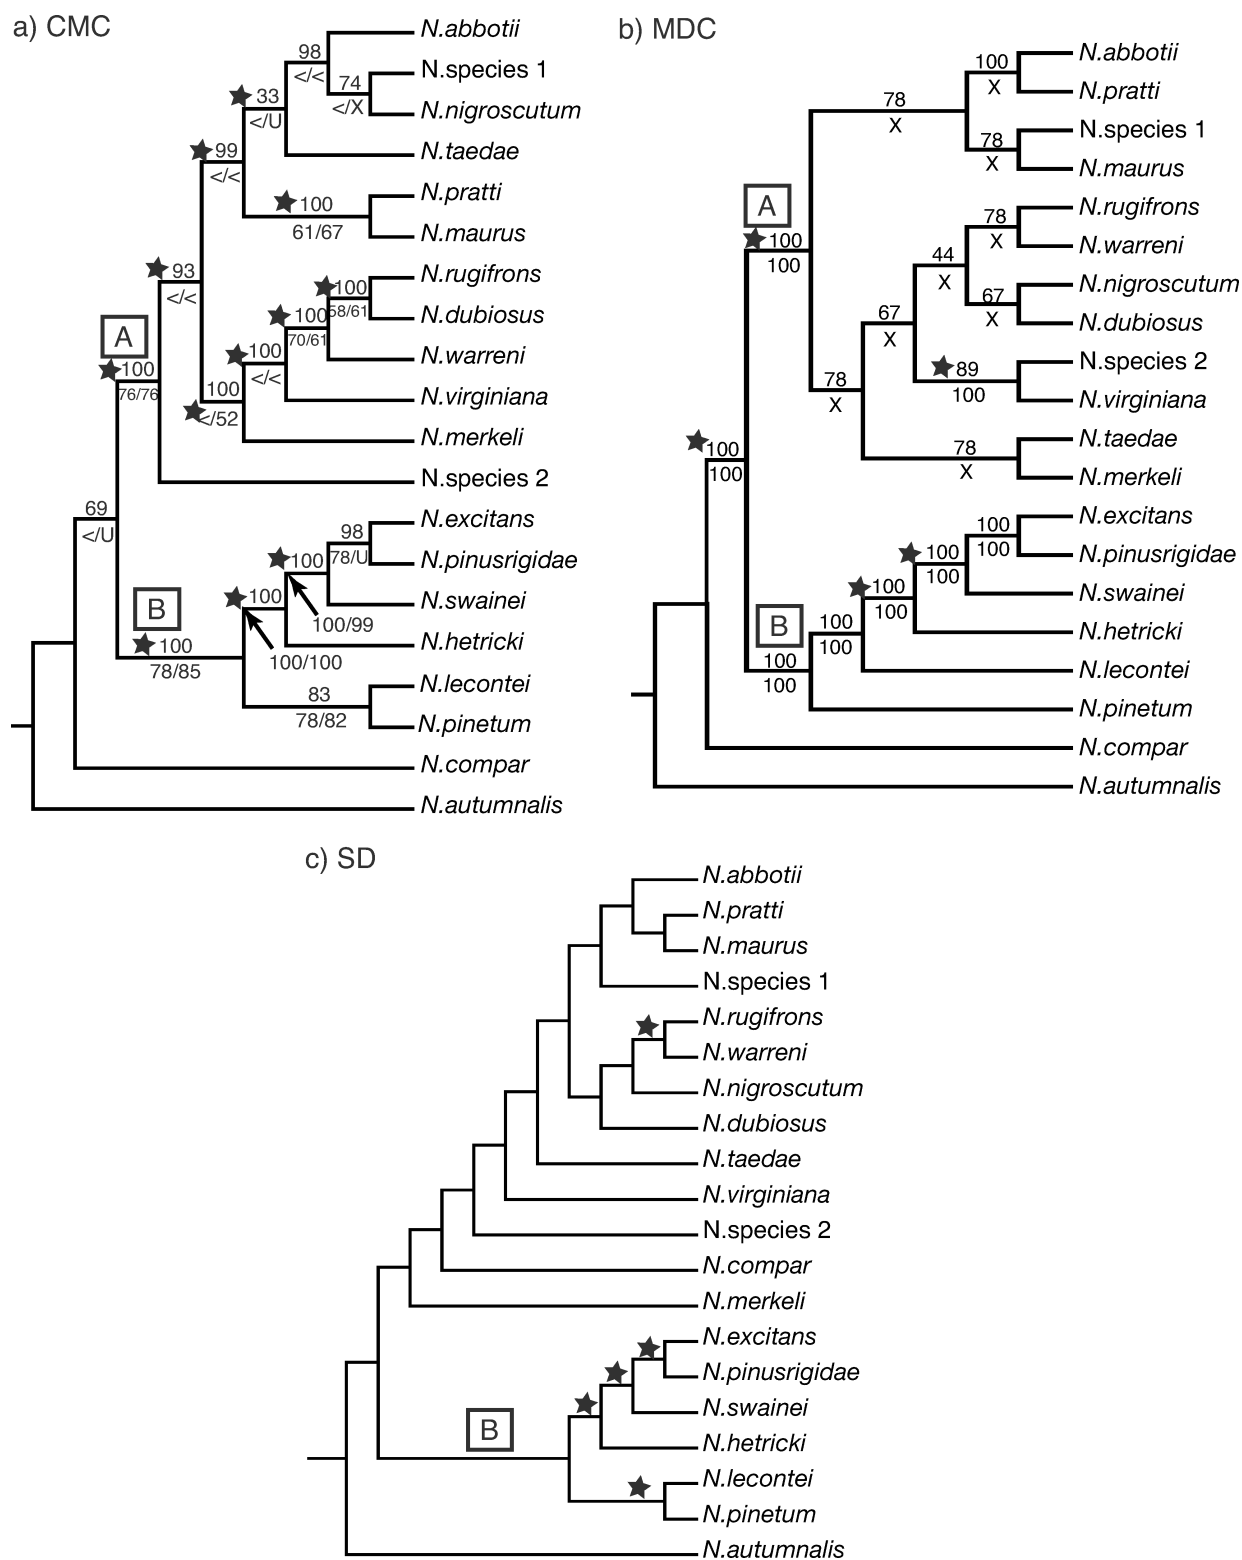 a) CMC
N.abbotii
98
</<
N.species 1
74
</X
N.nigroscutum
33
</U
N.taedae
99
</<
N.pratti
100
61/67
N.maurus
93
</<
N.rugifrons
100
58/61
N.dubiosus
100
70/61
N.warreni
100
</<
N.virginiana
100
</52
N.merkeli
A
100
76/76
N.species 2
69
</U
N.excitans
98
78/U
N.pinusrigidae
100
N.swainei
100/99
B
100
N.hetricki
100/100
100
78/85
N.lecontei
83
78/82
N.pinetum
N.compar
N.autumnalis
b) MDC
N.abbotii
100
X
N.pratti
78
X
N.species 1
78
X
N.maurus
A
100
100
N.rugifrons
78
X
N.warreni
44
X
N.nigroscutum
67
X
N.dubiosus
67
X
N.species 2
89
100
N.virginiana
78
X
N.taedae
78
X
N.merkeli
100
100
N.excitans
100
100
N.pinusrigidae
100
100
N.swainei
100
100
N.hetricki
B
100
100
N.lecontei
100
100
N.pinetum
N.compar
N.autumnalis
c) SD
N.abbotii
N.pratti
N.maurus
N.species 1
N.rugifrons
N.warreni
N.nigroscutum
N.dubiosus
N.taedae
N.virginiana
N.species 2
N.compar
N.merkeli
N.excitans
N.pinusrigidae
N.swainei
B
N.hetricki
N.lecontei
N.pinetum
N.autumnalis